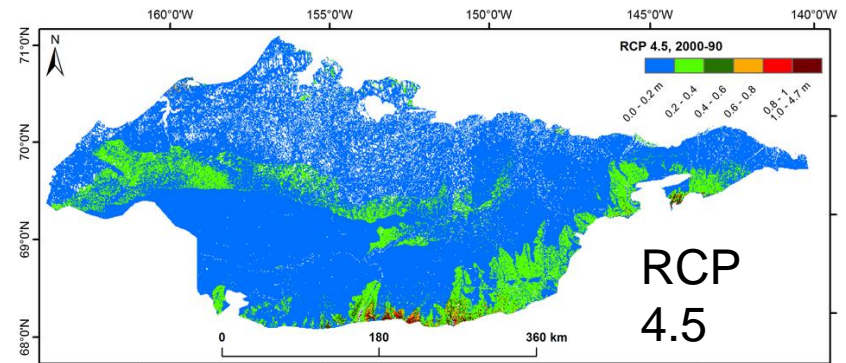 160°0'W 155°0'W 150°0'W 145°0'W 140°0'W
71°0'N
70°0'N
69°0'N
68°0'N
N
RCP 4.5, 2000-90
0,0 - 0.2 m
0.2 - 0.4
0.4 - 0.6
0.6 - 0.8
0.8 - 1
1.0 - 4.7 m
RCP
4.5
0 180 360 km